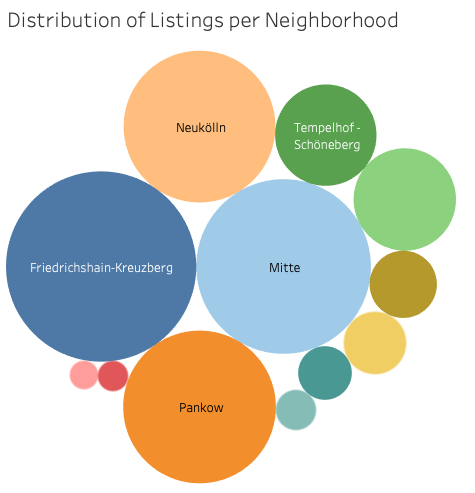 Distribution of Listings per Neighborhood
Neukölln
Tempelhof -
Schöneberg
Friedrichshain-Kreuzberg
Mitte
Pankow